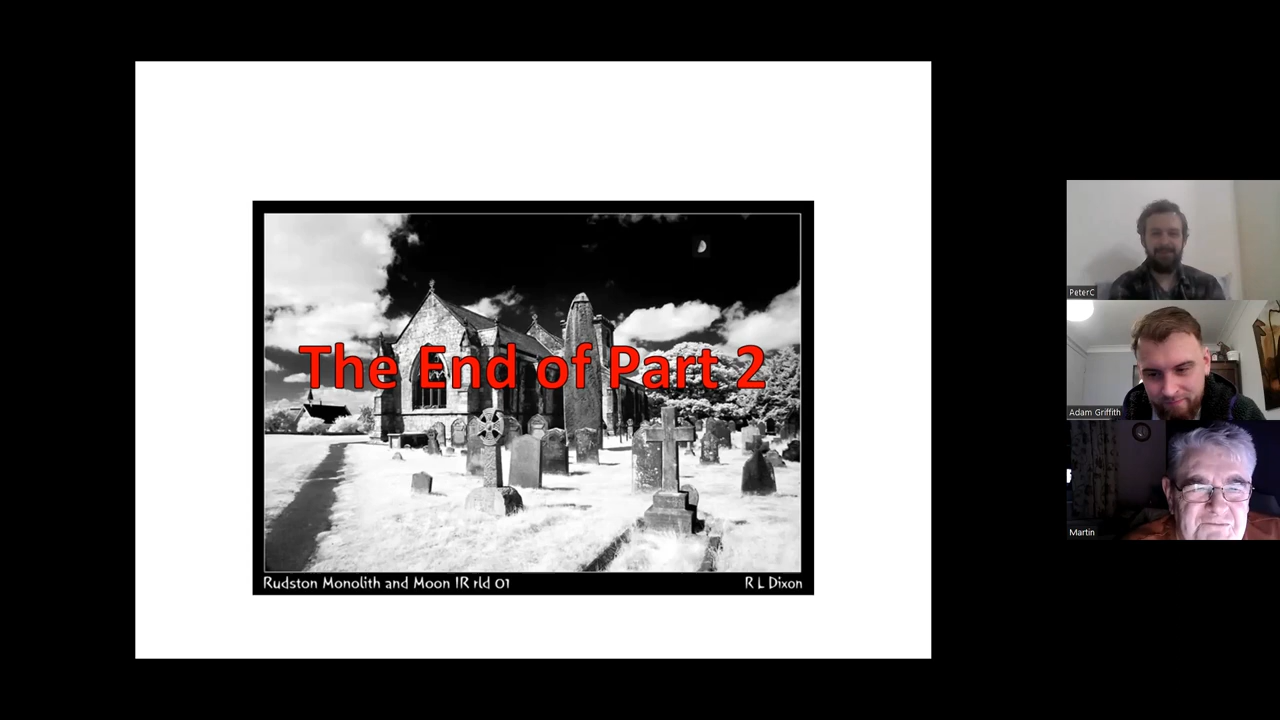 The End of Part 2
Rudston Monolith and Moon IR rld 01
R L Dixon
PeterC
Adam Griffith
Martin